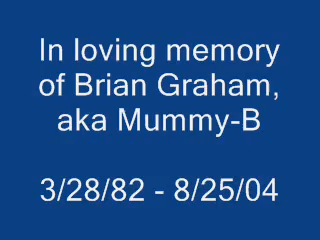 In loving memory
of Brian Graham,
aka Mummy-B
3/28/82 - 8/25/04